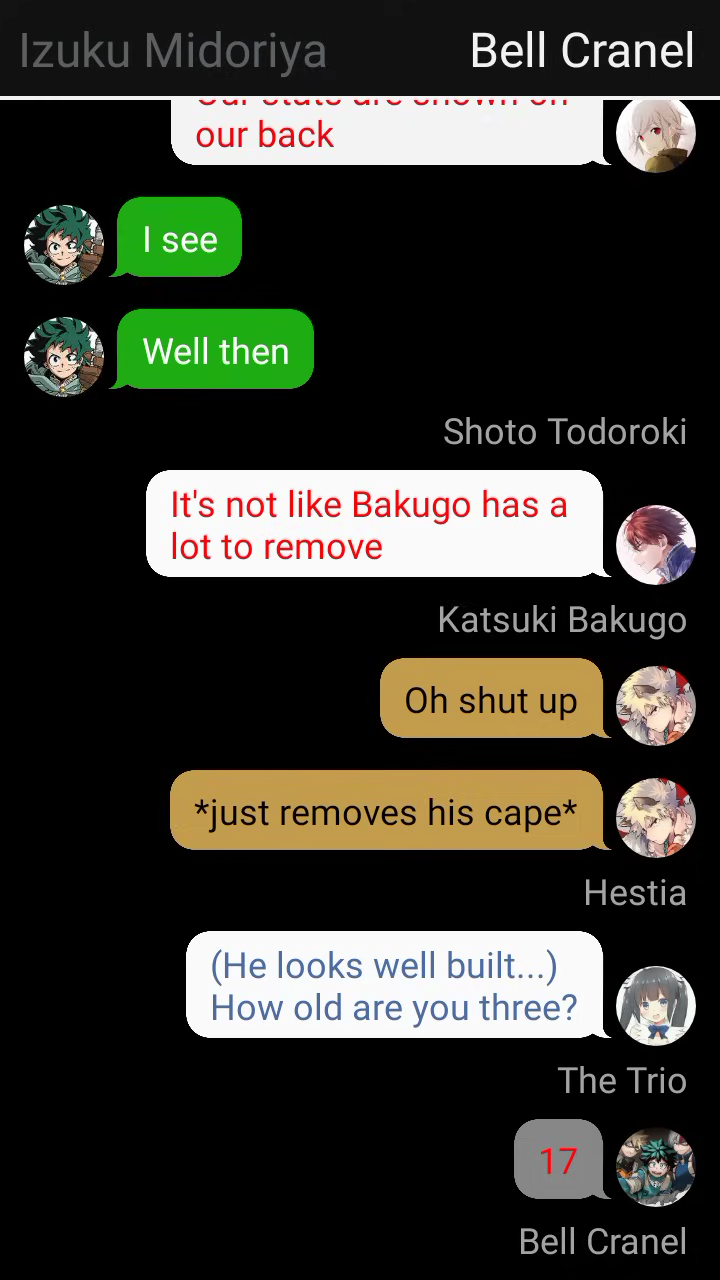 Izuku Midoriya
Bell Cranel
Our stats are shown on
our back
I see
Well then
Shoto Todoroki
It's not like Bakugo has a
lot to remove
Katsuki Bakugo
Oh shut up
*just removes his cape*
Hestia
(He looks well built...)
How old are you three?
The Trio
17
Bell Cranel